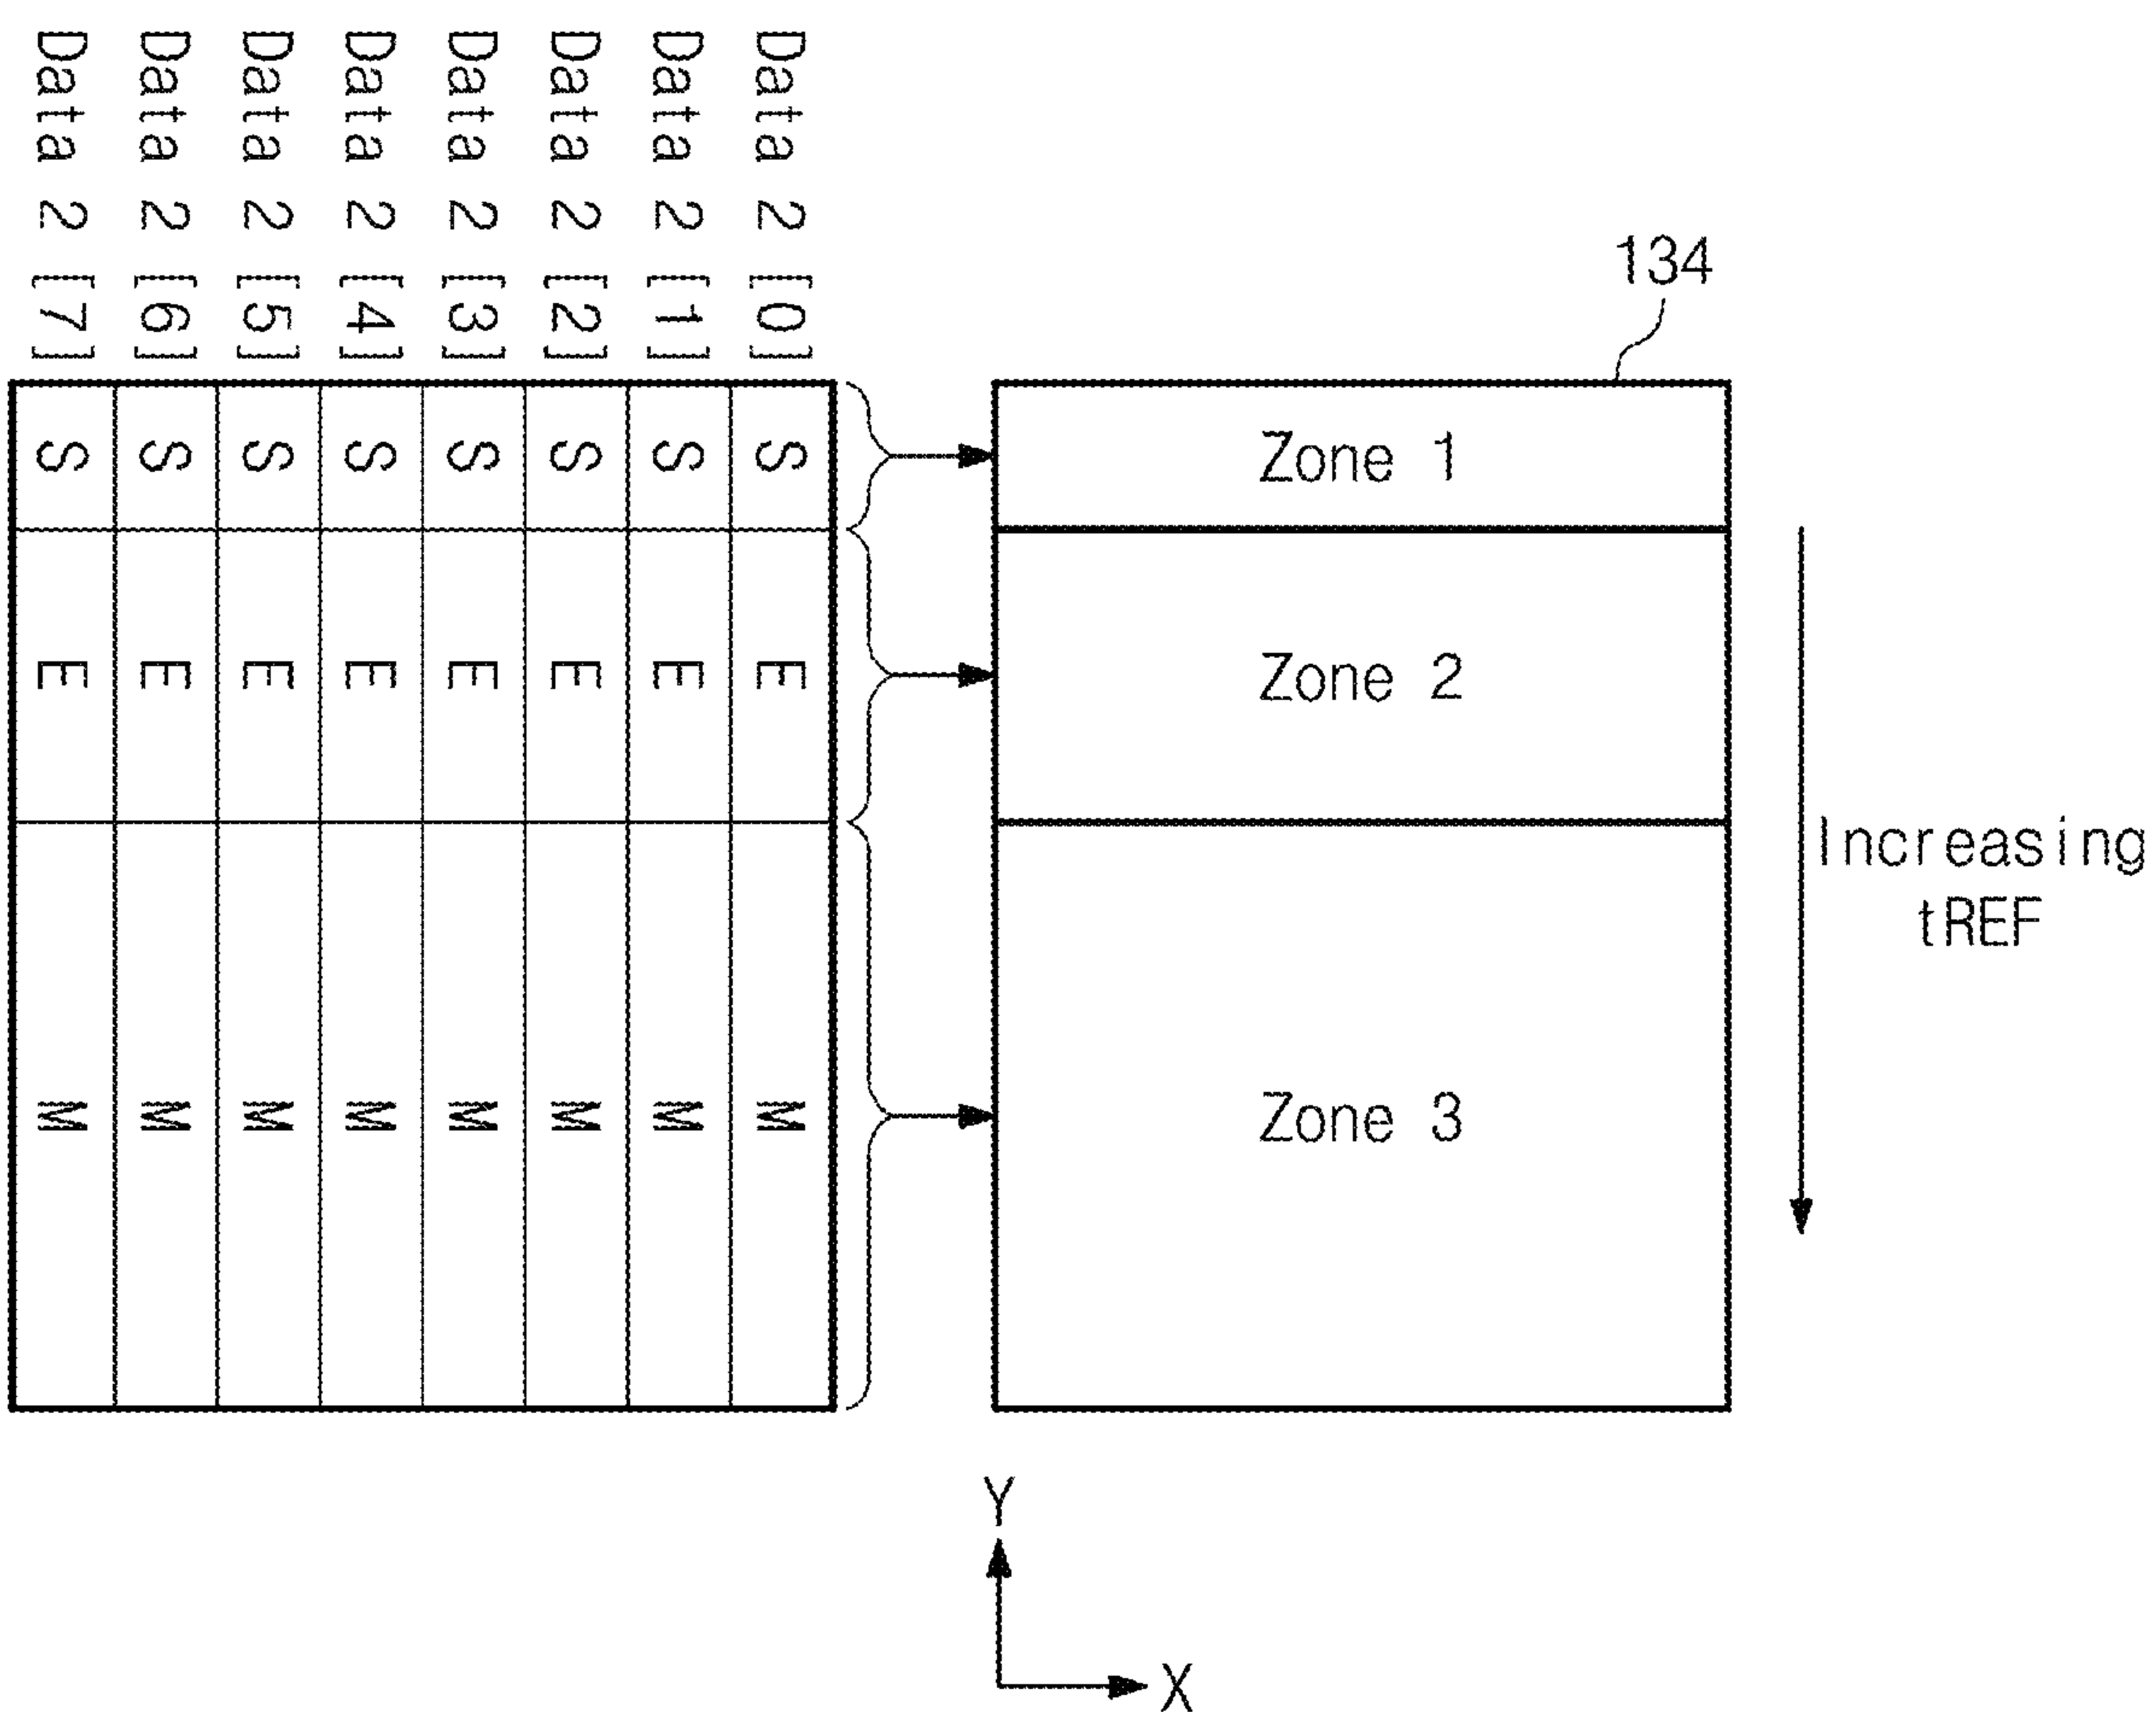 Data 2 [7]
Data 2 [6]
Data 2 [5]
Data 2 [4]
Data 2 [3]
Data 2 [2]
Data 2 [1]
Data 2 [0]
134
S S S S S S S S
Zone 1
E E E E E E E E
Zone 2
Increasing
tREF
M M M M M M M M
Zone 3
Y
X